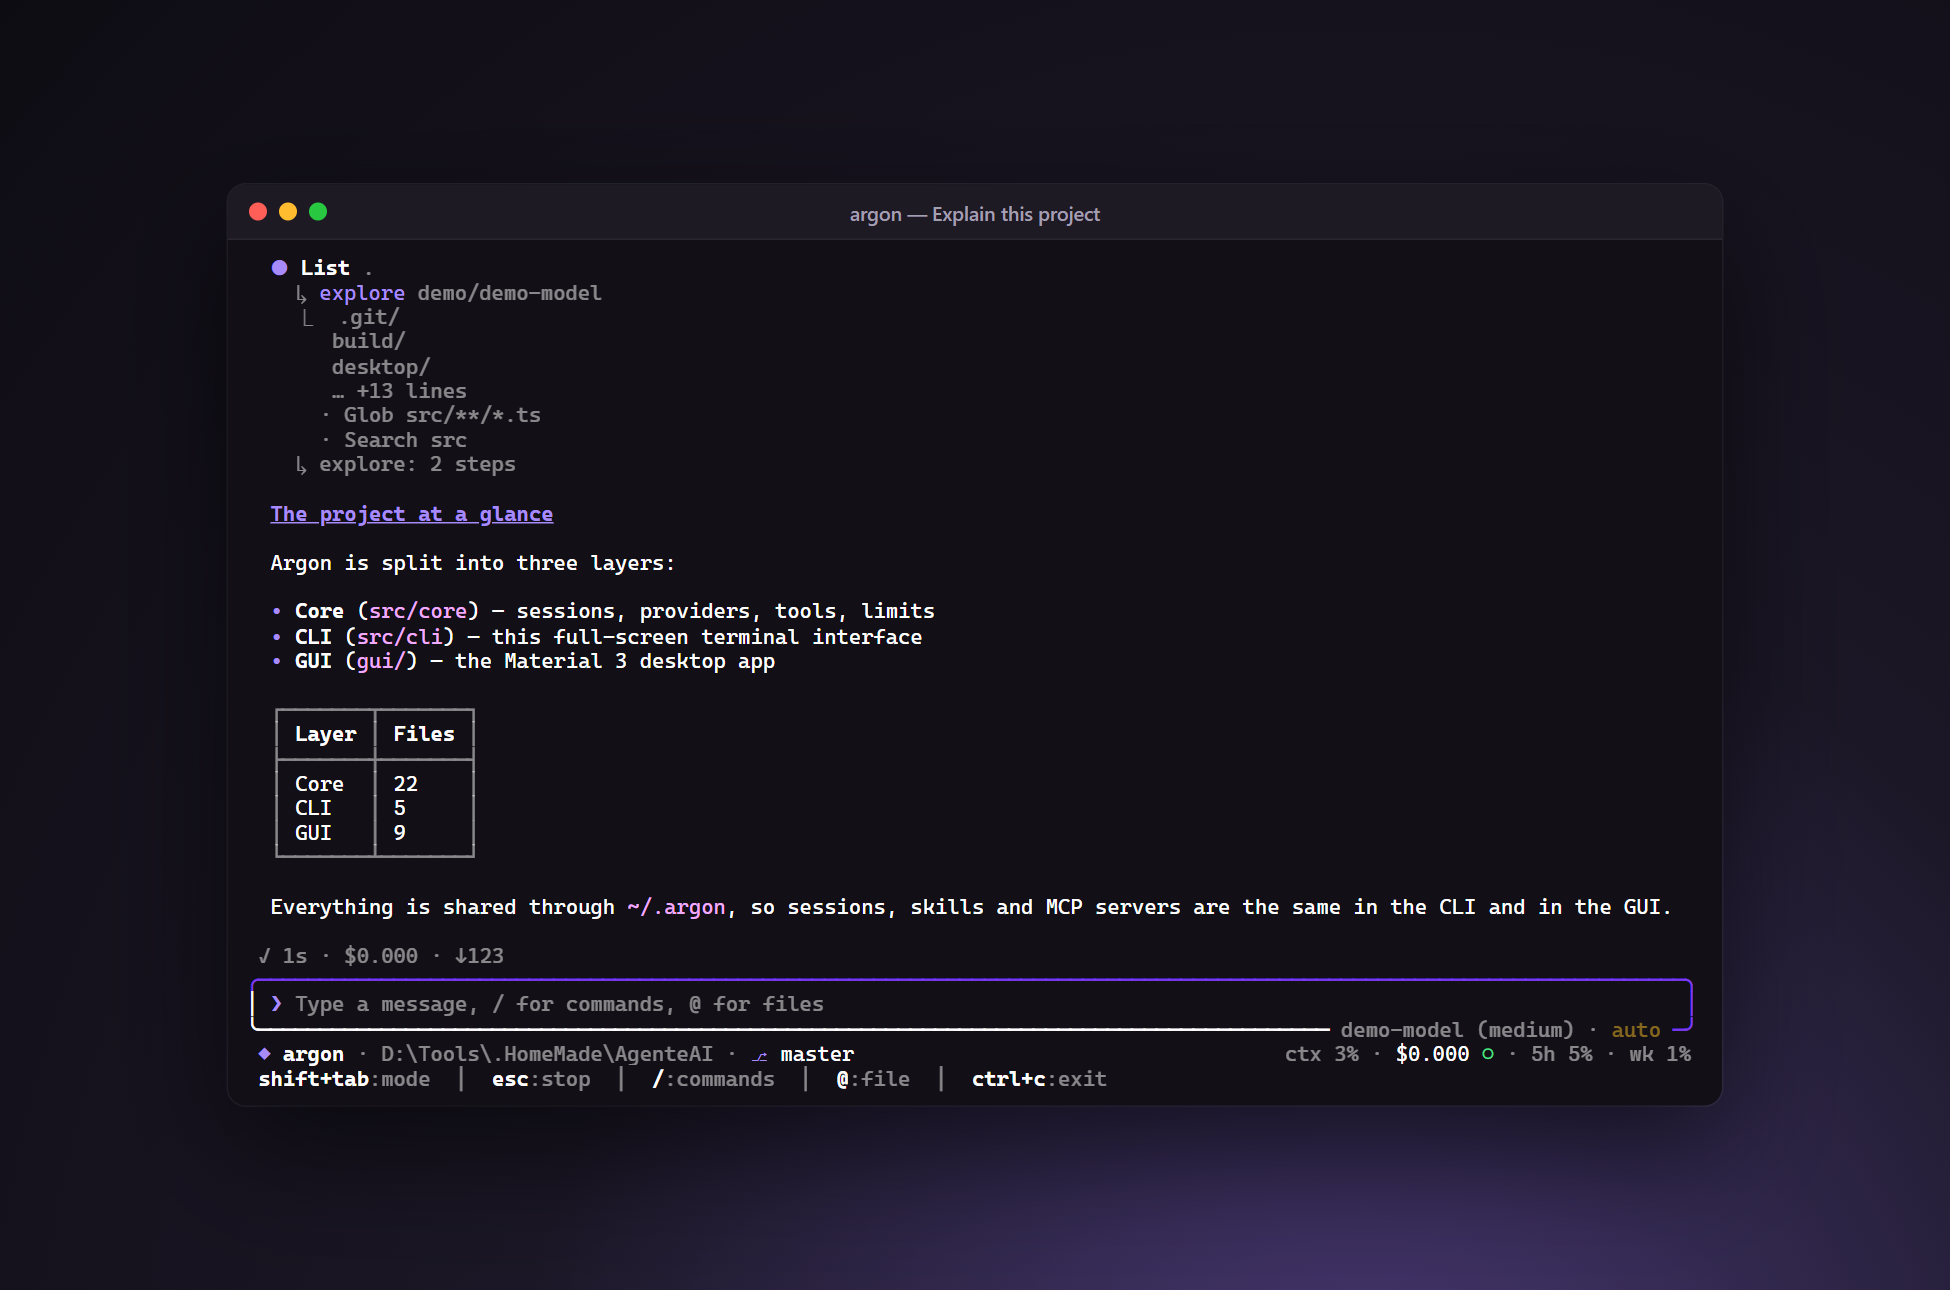 argon — Explain this project
● List .
↳ explore demo/demo-model
⎿ .git/
build/
desktop/
… +13 lines
· Glob src/**/*.ts
· Search src
↳ explore: 2 steps
The project at a glance
Argon is split into three layers:
• Core (src/core) — sessions, providers, tools, limits
• CLI (src/cli) — this full-screen terminal interface
• GUI (gui/) — the Material 3 desktop app
Layer │ Files
Core │ 22
CLI │ 5
GUI │ 9
Everything is shared through ~/.argon, so sessions, skills and MCP servers are the same in the CLI and in the GUI.
✓ 1s · $0.000 · ↓123
❯ Type a message, / for commands, @ for files
demo-model (medium) · auto
◆ argon · D:\Tools\.HomeMade\AgenteAI · ⎇ master ctx 3% · $0.000 ○ · 5h 5% · wk 1%
shift+tab:mode │ esc:stop │ /:commands │ @:file │ ctrl+c:exit